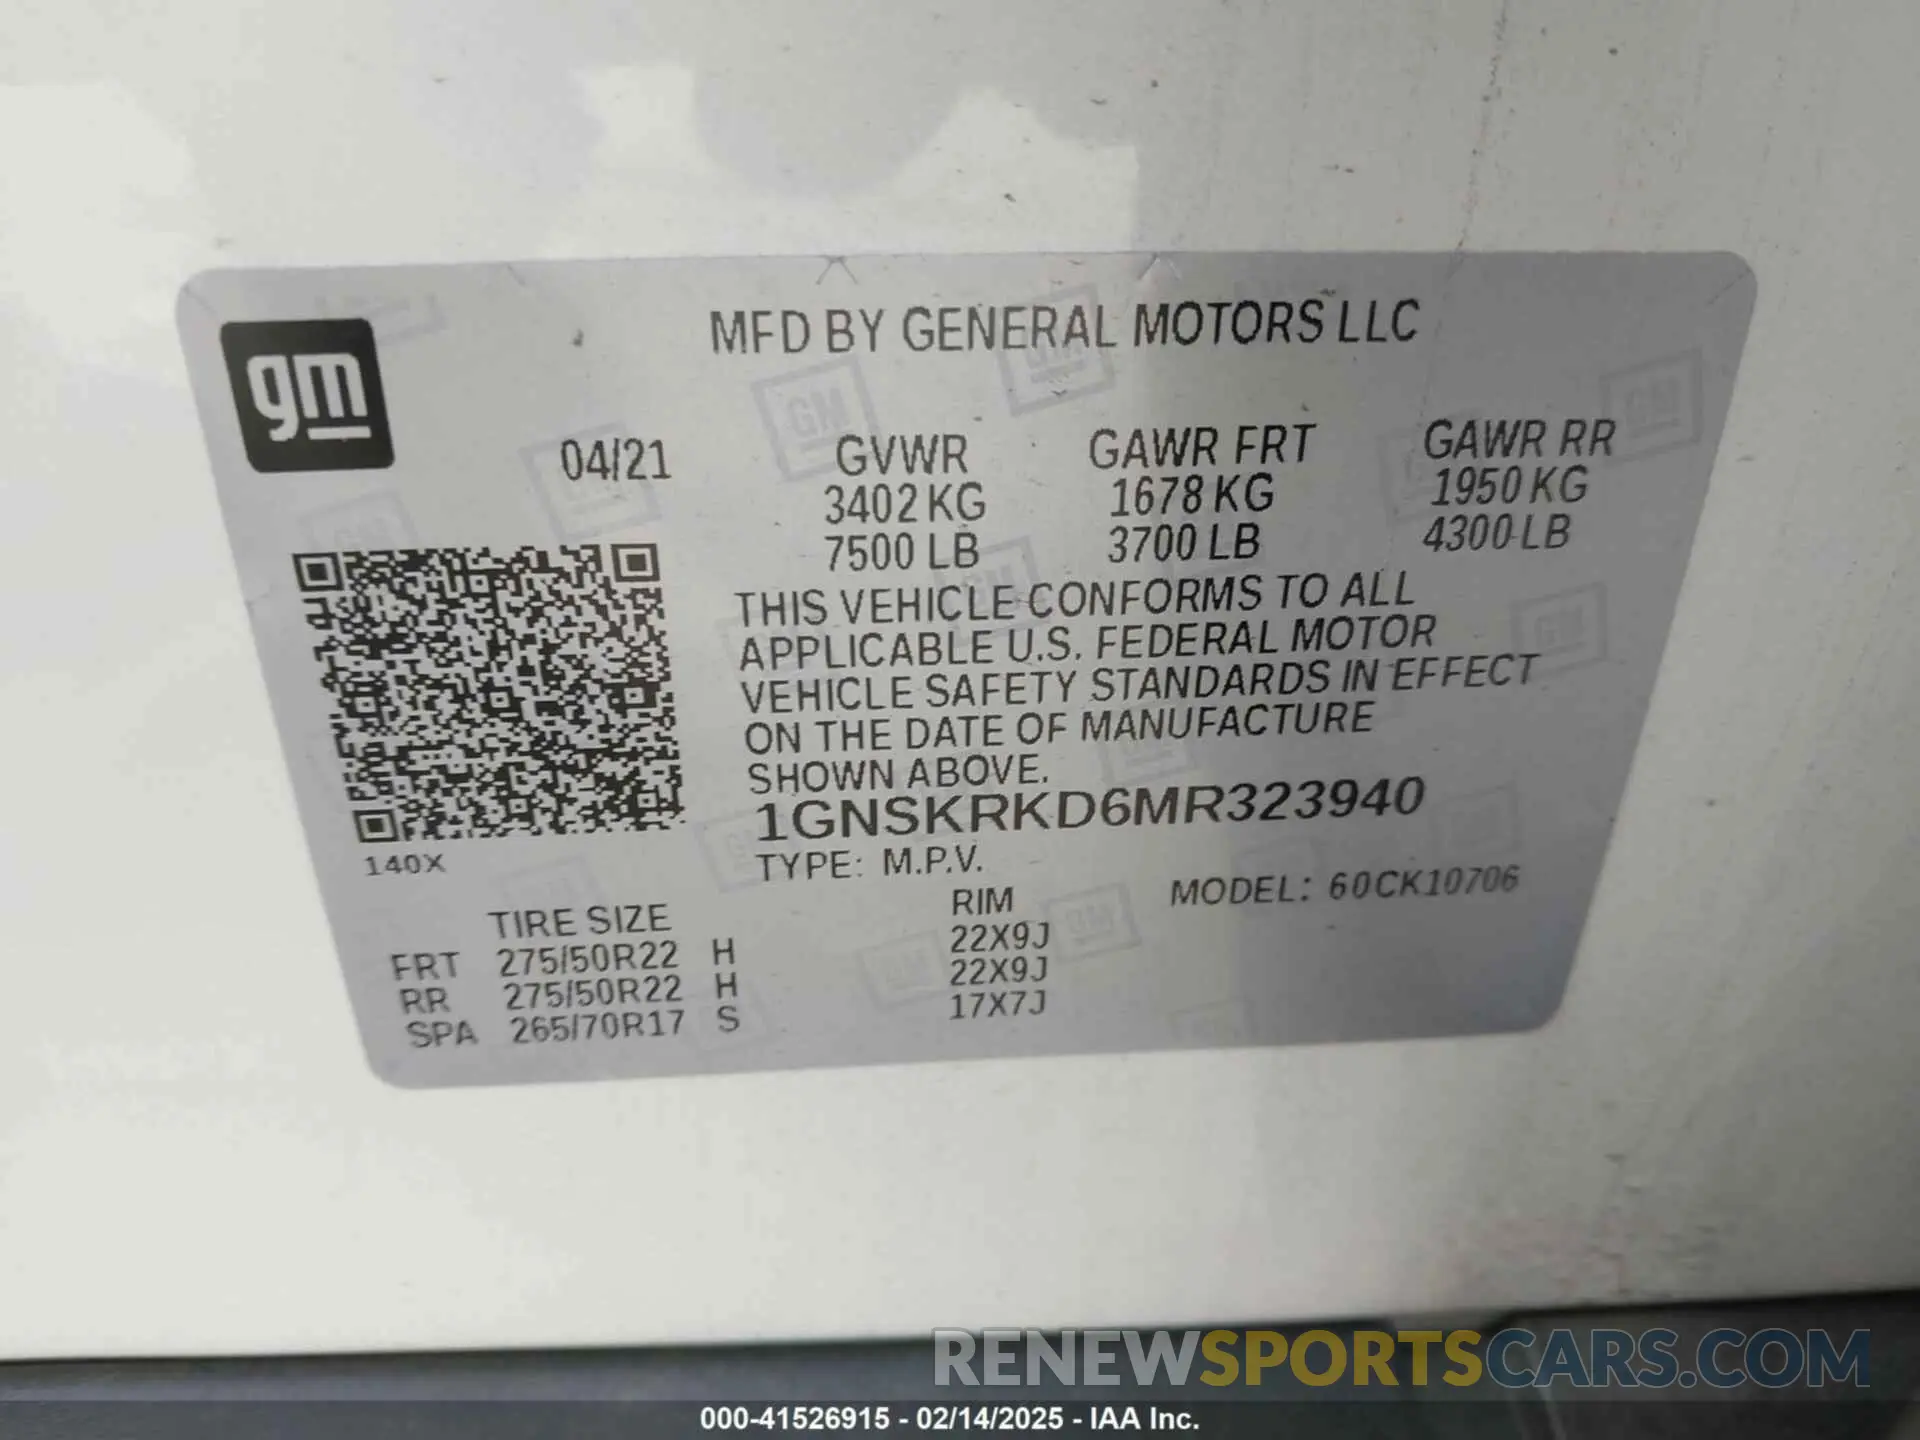 gm
MFD BY GENERAL MOTORS LLC
04/21 GVWR GAWR FRT GAWR RR
3402 KG 1678 KG 1950 KG
7500 LB 3700 LB 4300 LB
THIS VEHICLE CONFORMS TO ALL
APPLICABLE U.S. FEDERAL MOTOR
VEHICLE SAFETY STANDARDS IN EFFECT
ON THE DATE OF MANUFACTURE
SHOWN ABOVE.
1GNSKRKD6MR323940
140X
TYPE: M.P.V.
MODEL: 60CK10706
TIRE SIZE RIM
FRT 275/50R22 H 22X9J
RR 275/50R22 H 22X9J
SPA 265/70R17 S 17X7J
RENEWSPORTSCARS.COM
000-41526915 - 02/14/2025 - IAA Inc.